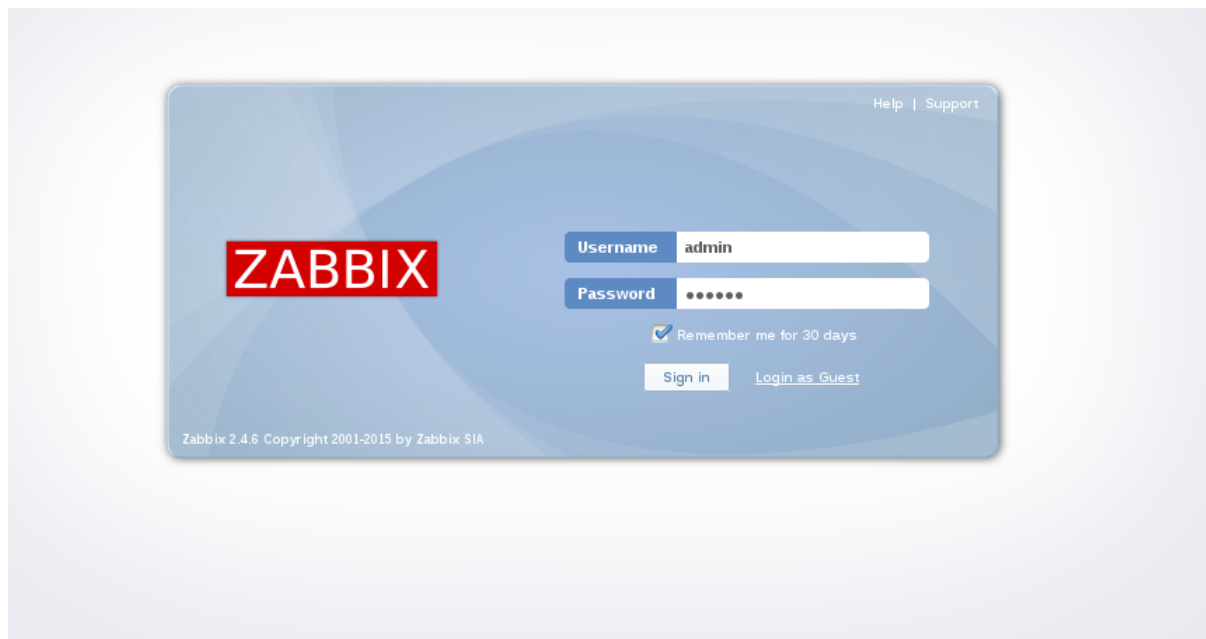 Help | Support
ZABBIX
Username admin
Password ●●●●●●
Remember me for 30 days
Sign in Login as Guest
Zabbix 2.4.6 Copyright 2001-2015 by Zabbix SIA